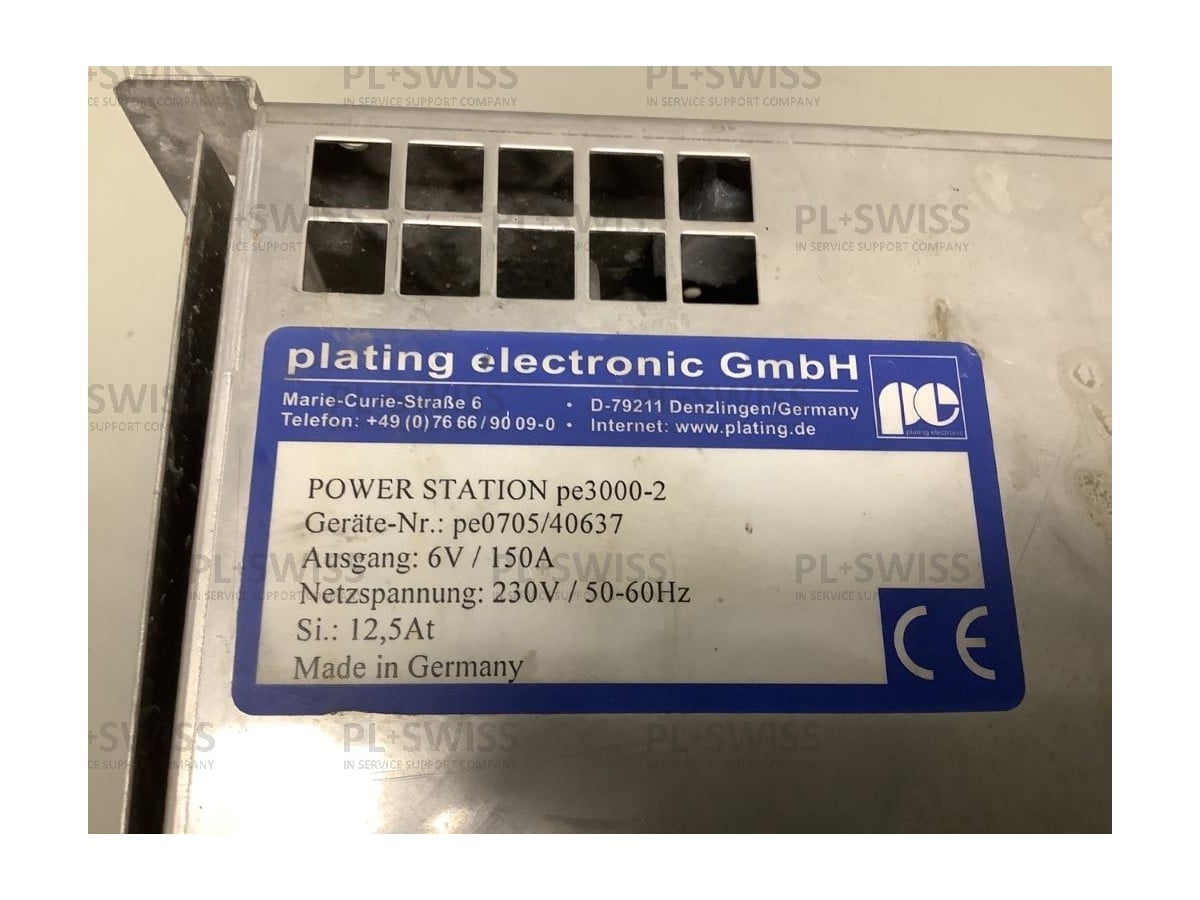 PL+SWISS
IN SERVICE SUPPORT COMPANY
plating electronic GmbH
Marie-Curie-Straße 6 • D-79211 Denzlingen/Germany
Telefon: +49 (0) 76 66 / 90 09-0 • Internet: www.plating.de
pe
plating electronic
POWER STATION pe3000-2
Geräte-Nr.: pe0705/40637
Ausgang: 6V / 150A
Netzspannung: 230V / 50-60Hz
Si.: 12,5At
Made in Germany
CE